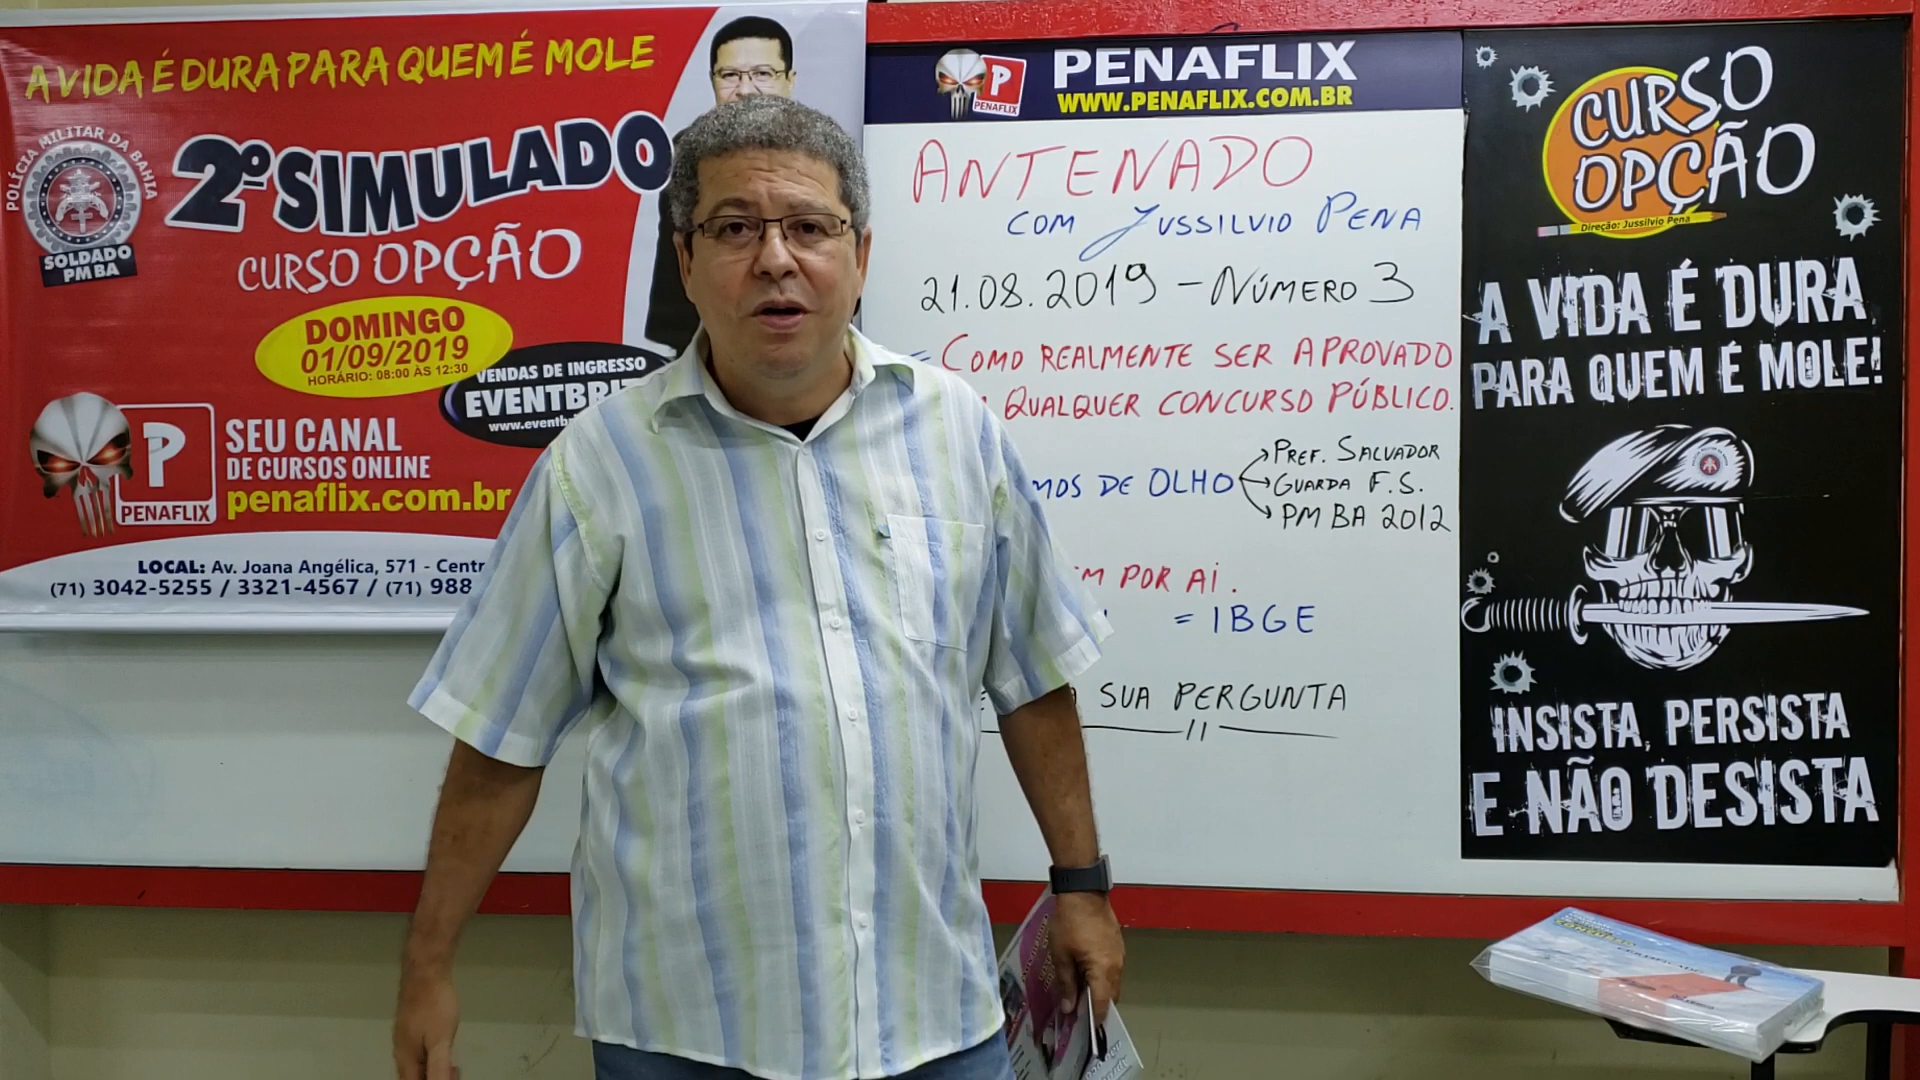 A VIDA É DURA PARA QUEM É MOLE
POLÍCIA MILITAR DA BAHIA
SOLDADO
PM BA
2º SIMULADO
CURSO OPÇÃO
DOMINGO
01/09/2019
HORÁRIO: 08:00 ÀS 12:30
VENDAS DE INGRESSO
EVENTBRI
www.eventb
P
PENAFLIX
SEU CANAL
DE CURSOS ONLINE
penaflix.com.br
LOCAL: Av. Joana Angélica, 571 - Centr
(71) 3042-5255 / 3321-4567 / (71) 988
P
PENAFLIX
PENAFLIX
WWW.PENAFLIX.COM.BR
ANTENADO
COM JUSSILVIO PENA
21.08.2019 - NÚMERO 3
= COMO REALMENTE SER APROVADO
QUALQUER CONCURSO PÚBLICO.
MOS DE OLHO
PREF. SALVADOR
GUARDA F.S.
PM BA 2012
EM POR AÍ.
= IBGE
SUA PERGUNTA
CURSO
OPÇÃO
Direção: Jussilvio Pena
A VIDA É DURA
PARA QUEM É MOLE!
INSISTA, PERSISTA
E NÃO DESISTA